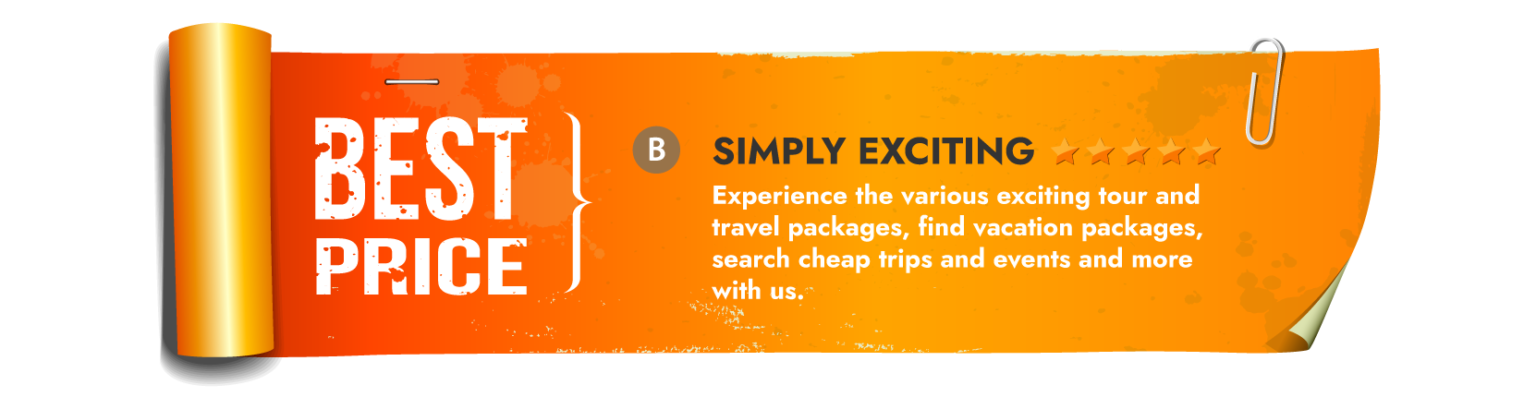 BEST
PRICE
B
SIMPLY EXCITING
Experience the various exciting tour and
travel packages, find vacation packages,
search cheap trips and events and more
with us.